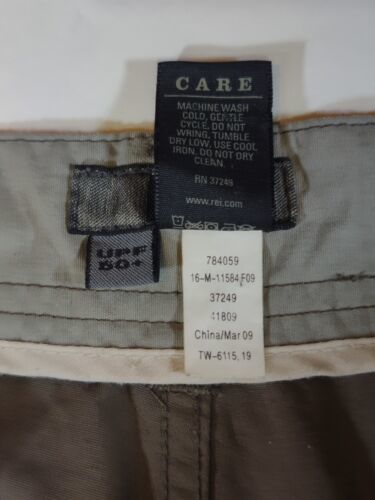 CARE
MACHINE WASH
COLD, GENTLE
CYCLE. DO NOT
WRING. TUMBLE
DRY LOW. USE COOL
IRON. DO NOT DRY
CLEAN.
RN 37249
www.rei.com
UPF
50+
784059
16-M-11584,F09
37249
41809
China/Mar 09
TW-6115, 19